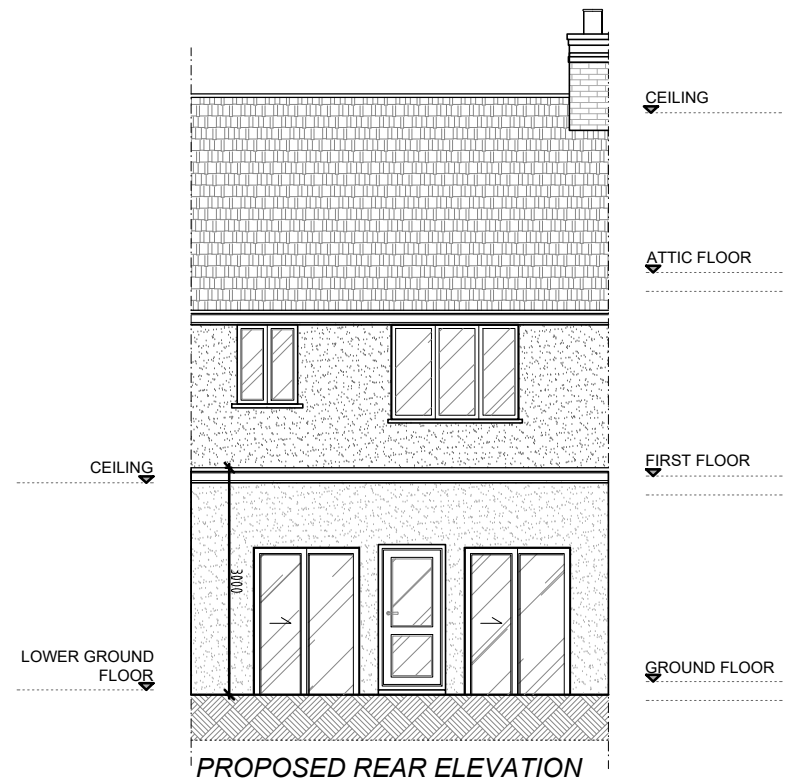 CEILING
ATTIC FLOOR
FIRST FLOOR
CEILING
3000
LOWER GROUND
FLOOR
GROUND FLOOR
PROPOSED REAR ELEVATION